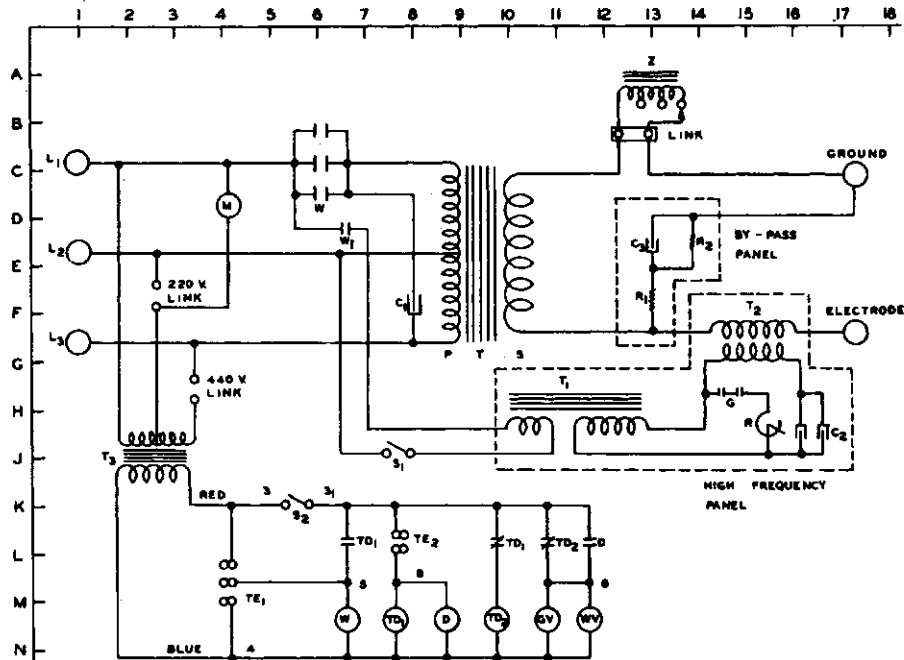 1 2 3 4 5 6 7 8 9 10 11 12 13 14 15 16 17 18
A
Z
B
LINK
L1
C
GROUND
M
W
D
W1
C3
R2
BY - PASS
PANEL
L2
E
220 V.
LINK
R1
C1
T2
F
ELECTRODE
L3
P T S
G
440 V.
LINK
T1
G
H
R
C2
T3
J
S1
HIGH FREQUENCY
PANEL
RED
3
31
K
S2
TD1
TE2
TD1
TD2
D
L
5
8
6
M
TE1
W
TD1
D
TD2
GV
WV
N
BLUE
4